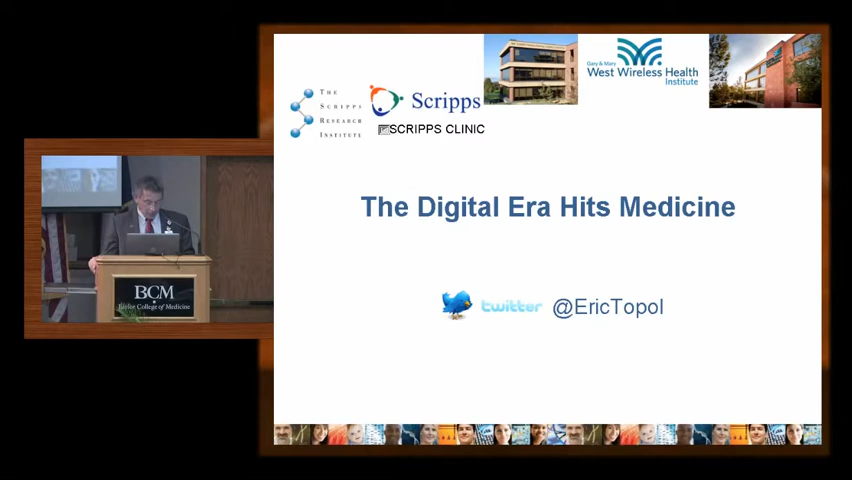 THE
SCRIPPS
RESEARCH
INSTITUTE
Scripps
SCRIPPS CLINIC
Gary & Mary
West Wireless Health
Institute
The Digital Era Hits Medicine
twitter @EricTopol
BCM
Baylor College of Medicine